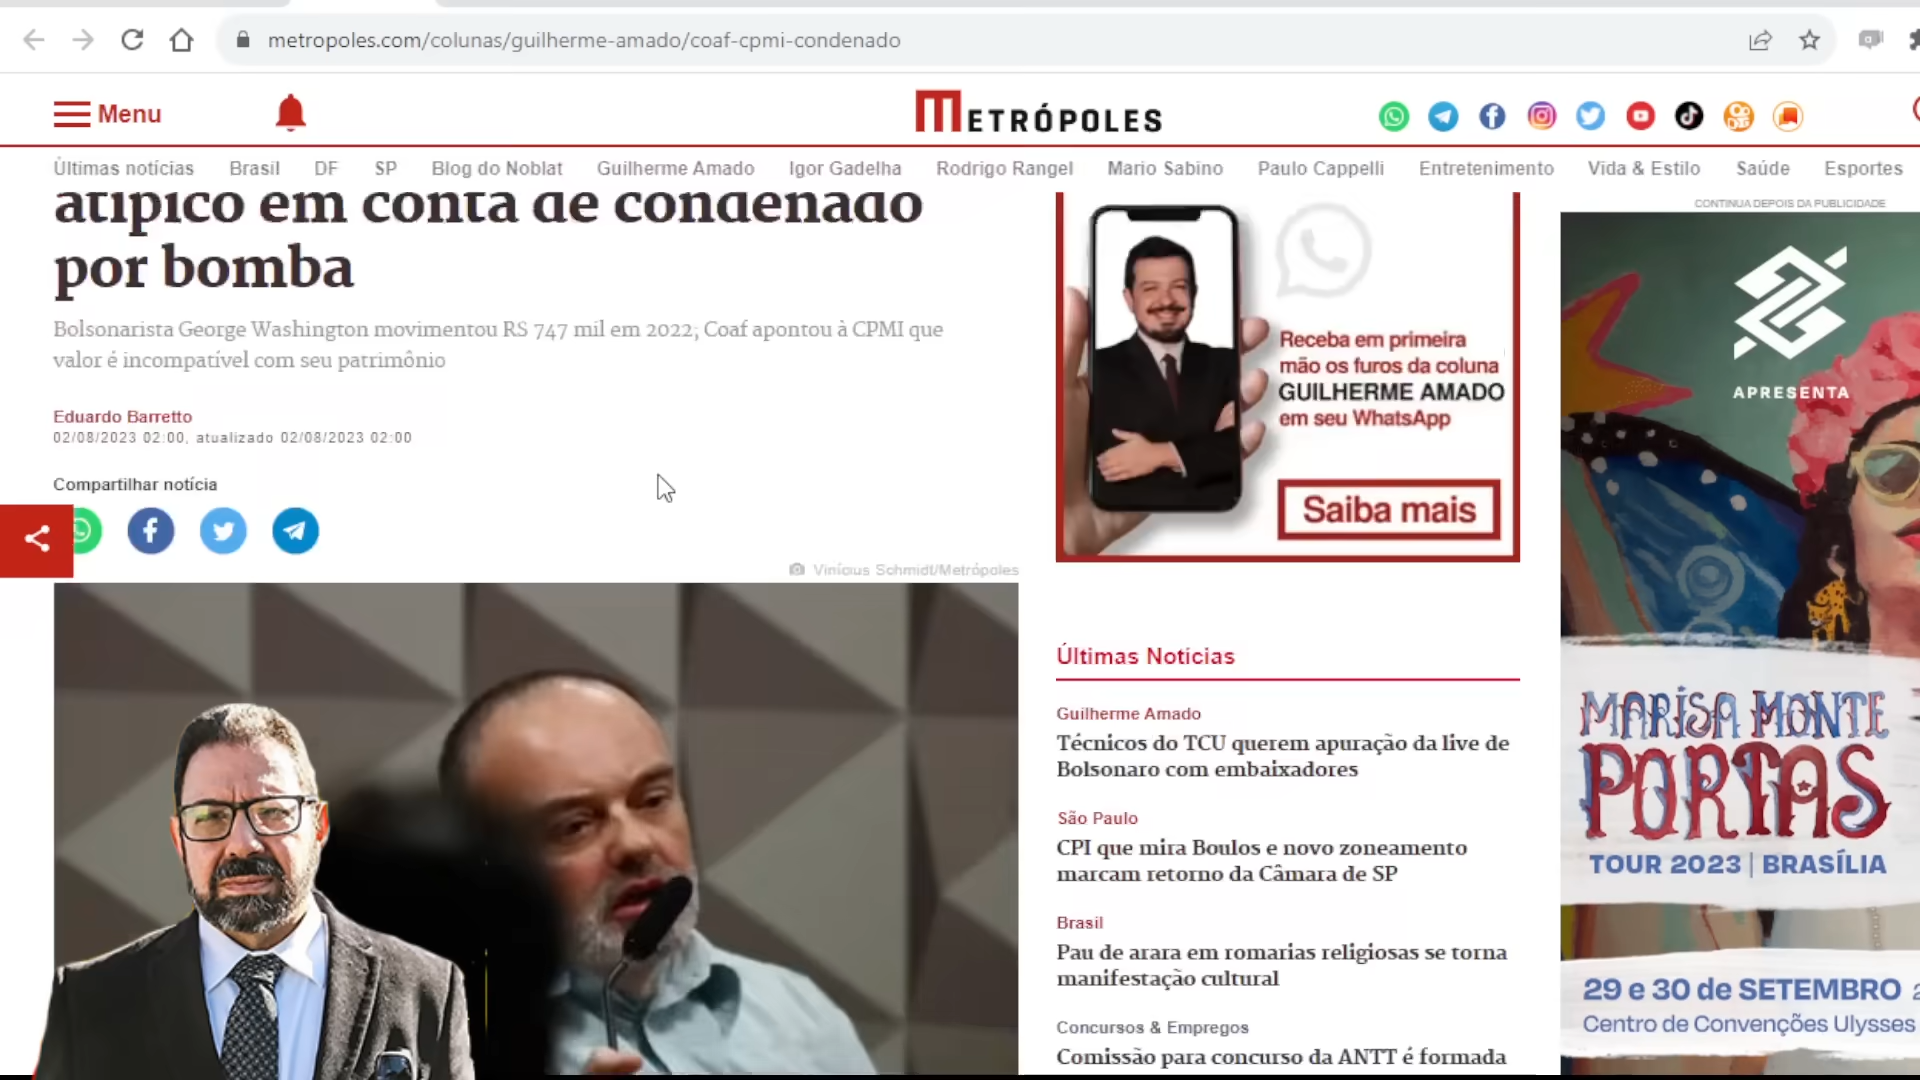 metropoles.com/colunas/guilherme-amado/coaf-cpmi-condenado
Menu
METRÓPOLES
Últimas notícias Brasil DF SP Blog do Noblat Guilherme Amado Igor Gadelha Rodrigo Rangel Mario Sabino Paulo Cappelli Entretenimento Vida & Estilo Saúde Esportes
atípico em conta de condenado
por bomba
Bolsonarista George Washington movimentou R$ 747 mil em 2022; Coaf apontou à CPMI que
valor é incompatível com seu patrimônio
Eduardo Barretto
02/08/2023 02:00, atualizado 02/08/2023 02:00
Compartilhar notícia
Vinícius Schmidt/Metrópoles
Receba em primeira
mão os furos da coluna
GUILHERME AMADO
em seu WhatsApp
Saiba mais
Últimas Notícias
Guilherme Amado
Técnicos do TCU querem apuração da live de
Bolsonaro com embaixadores
São Paulo
CPI que mira Boulos e novo zoneamento
marcam retorno da Câmara de SP
Brasil
Pau de arara em romarias religiosas se torna
manifestação cultural
Concursos & Empregos
Comissão para concurso da ANTT é formada
CONTINUA DEPOIS DA PUBLICIDADE
APRESENTA
MARISA MONTE
PORTAS
TOUR 2023 | BRASÍLIA
29 e 30 de SETEMBRO
Centro de Convenções Ulysses